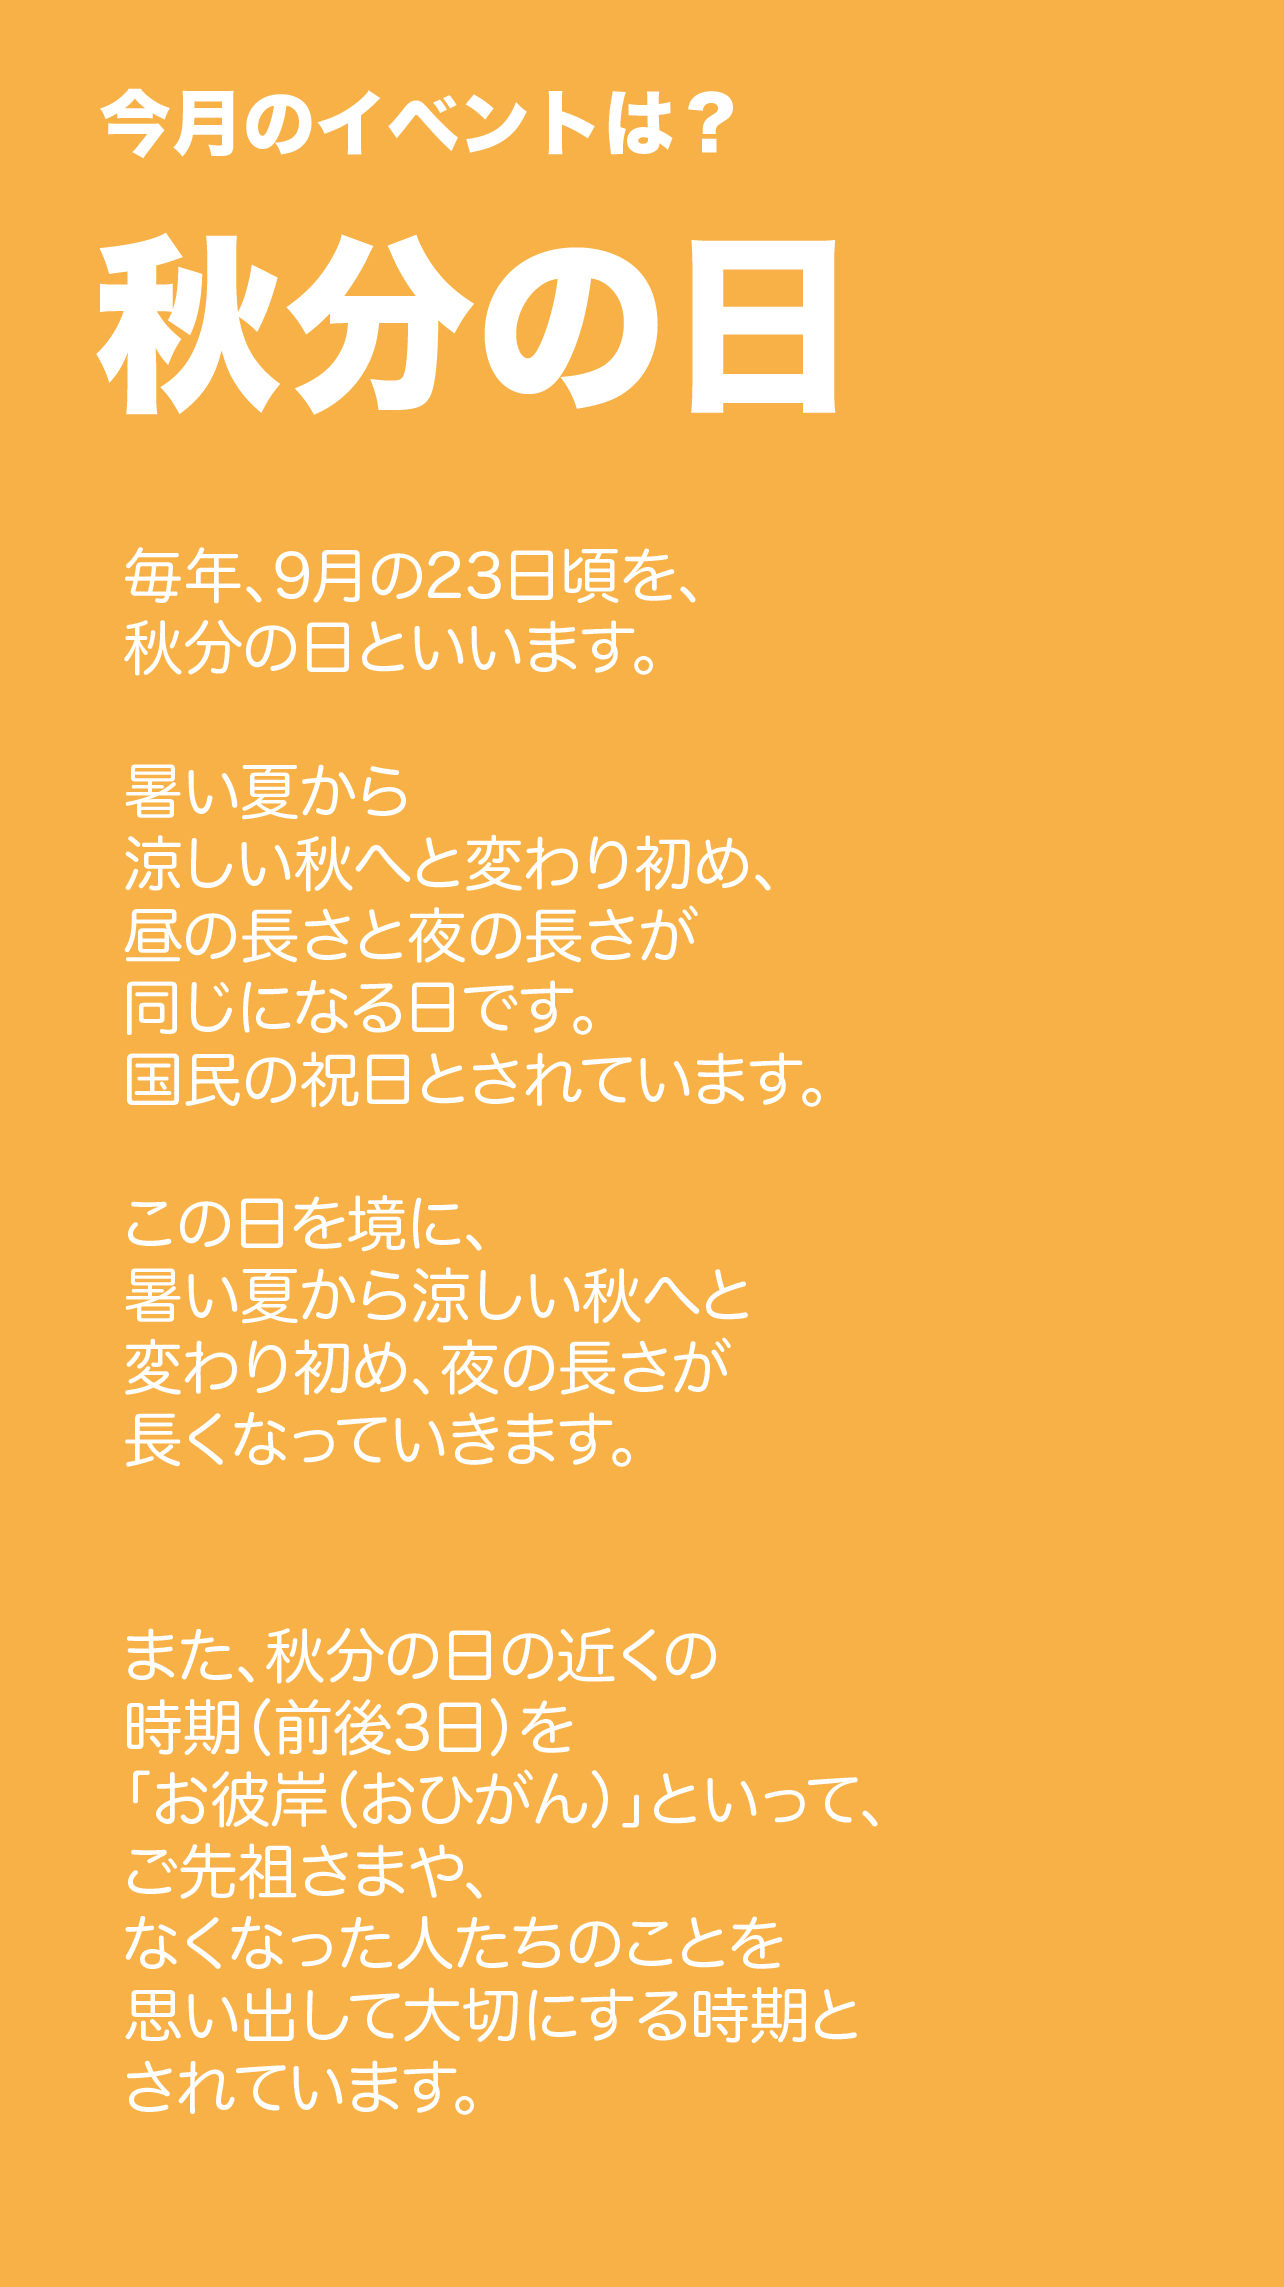 今月のイベントは？
秋分の日
毎年、9月の23日頃を、
秋分の日といいます。
暑い夏から
涼しい秋へと変わり初め、
昼の長さと夜の長さが
同じになる日です。
国民の祝日とされています。
この日を境に、
暑い夏から涼しい秋へと
変わり初め、夜の長さが
長くなっていきます。
また、秋分の日の近くの
時期（前後3日）を
「お彼岸（おひがん）」といって、
ご先祖さまや、
なくなった人たちのことを
思い出して大切にする時期と
されています。